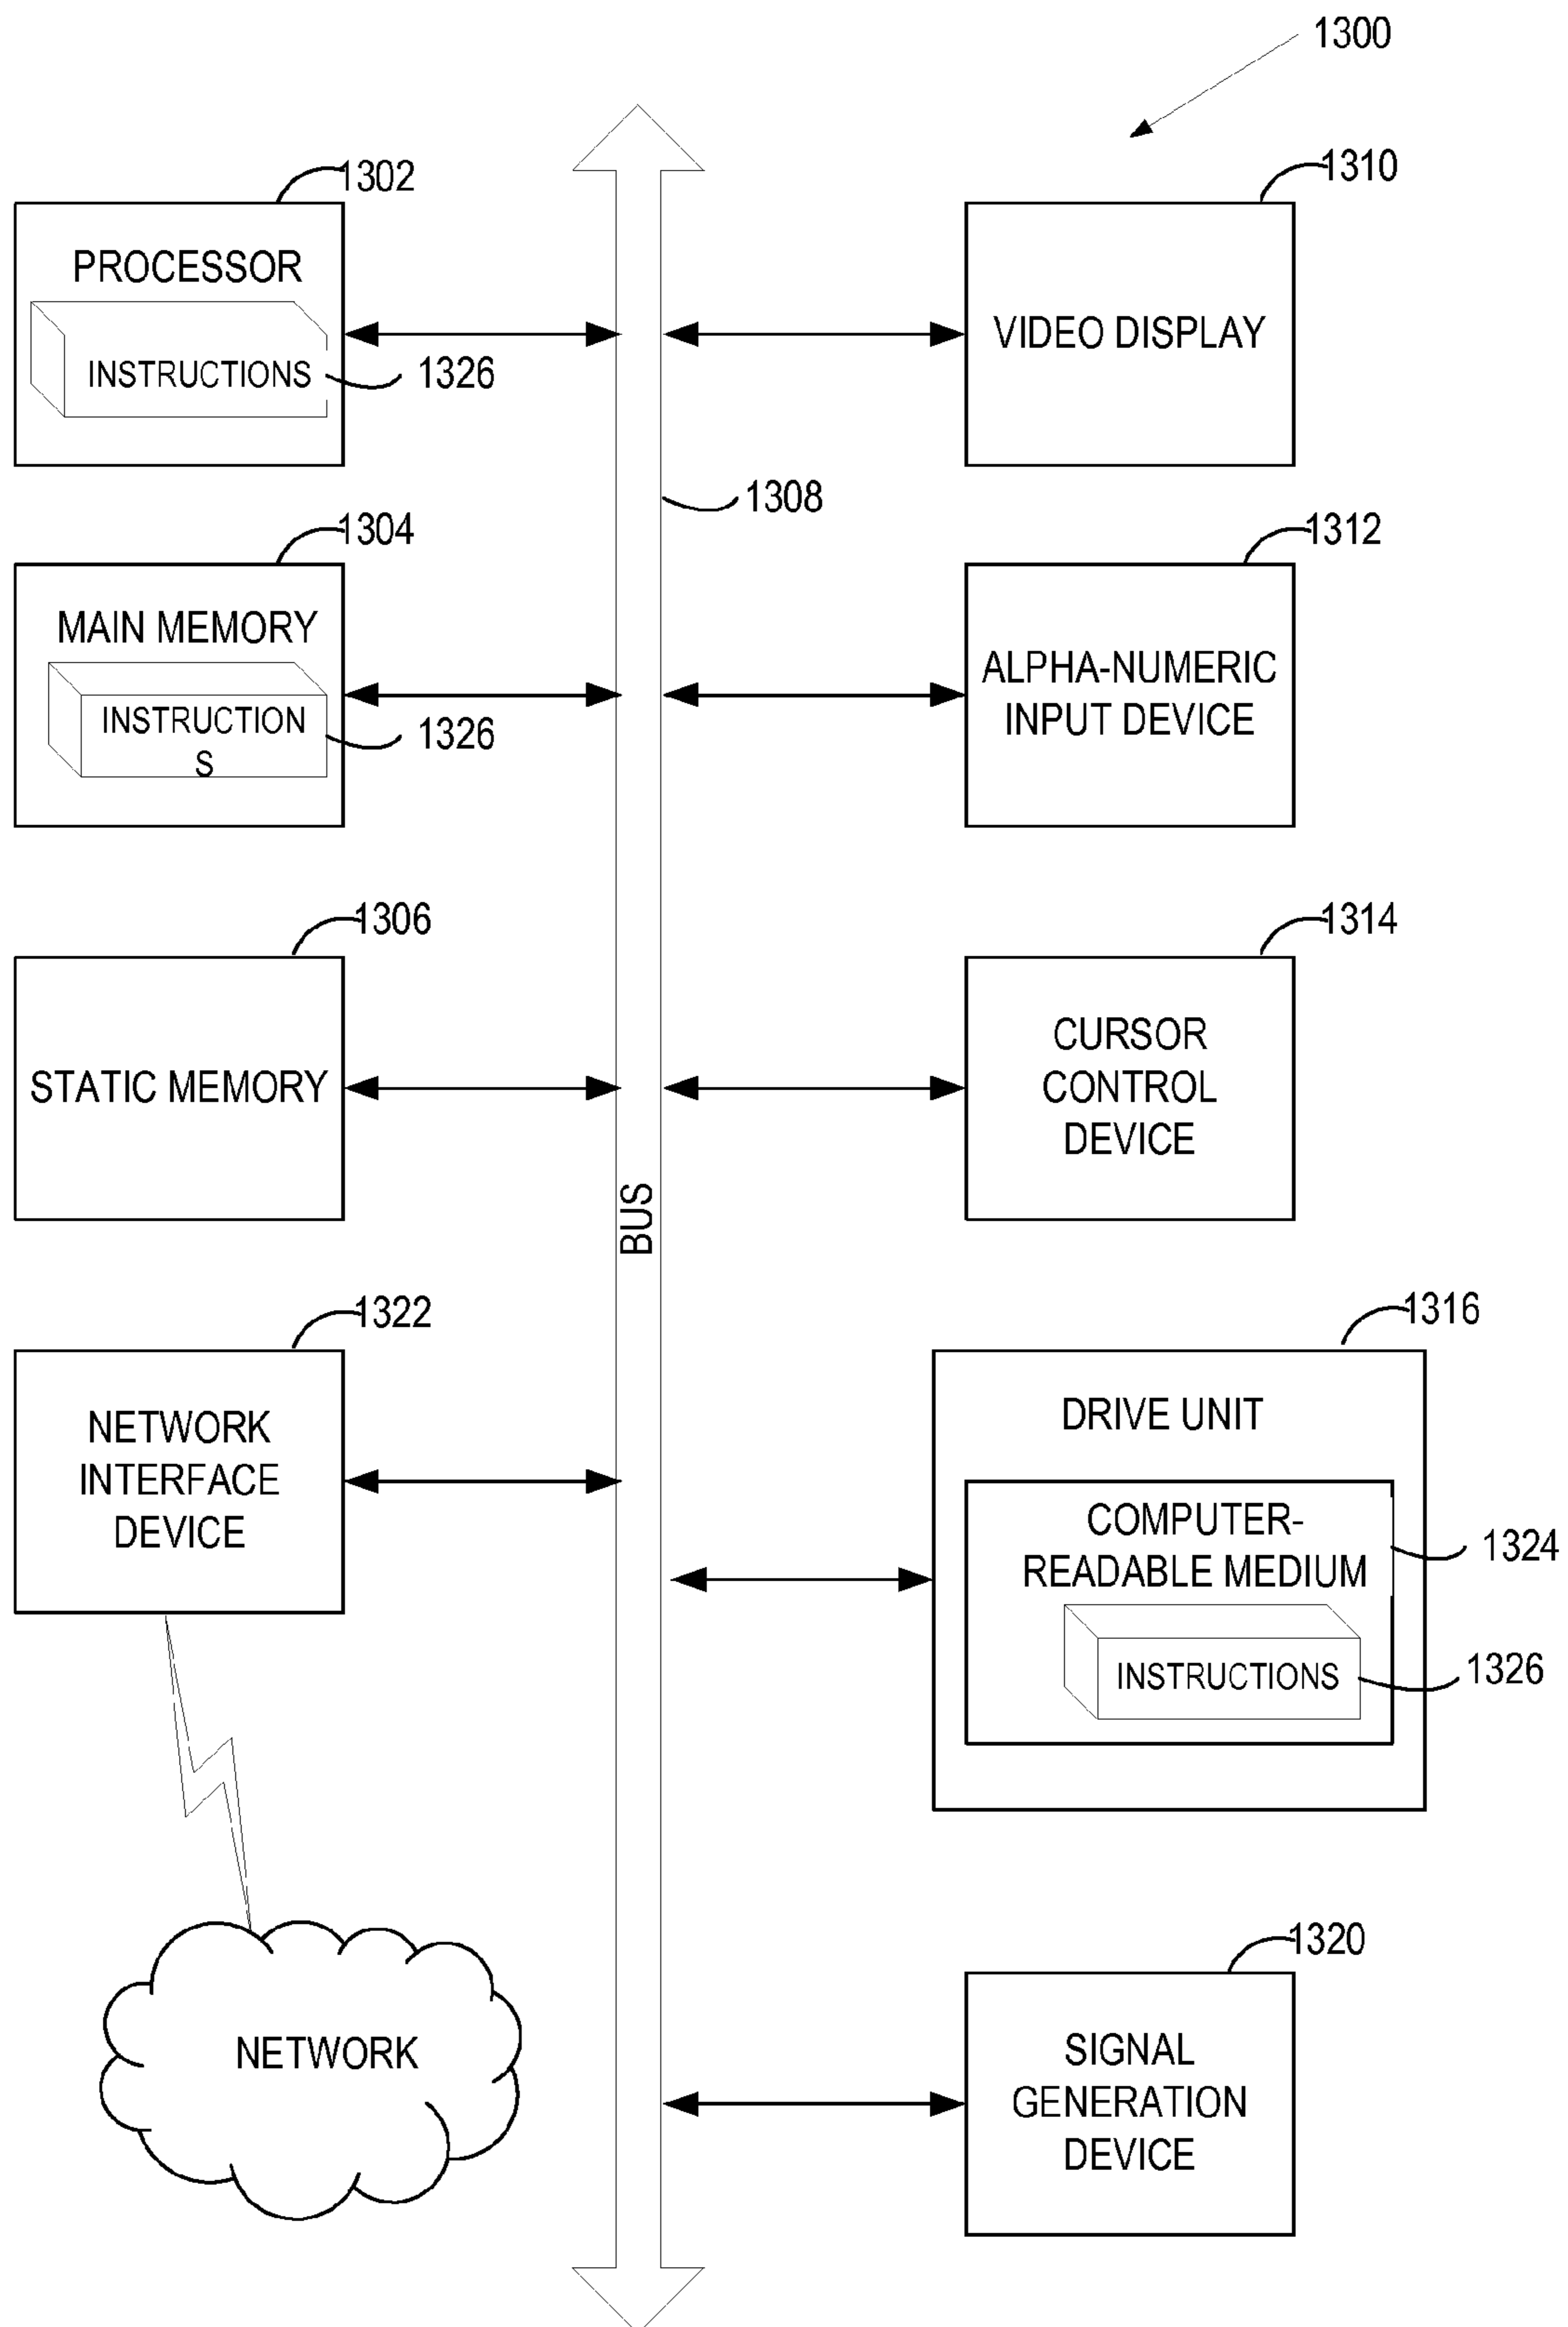 1300
1302
PROCESSOR
INSTRUCTIONS
1326
1304
MAIN MEMORY
INSTRUCTION
S
1326
1306
STATIC MEMORY
1322
NETWORK
INTERFACE
DEVICE
NETWORK
1308
BUS
1310
VIDEO DISPLAY
1312
ALPHA-NUMERIC
INPUT DEVICE
1314
CURSOR
CONTROL
DEVICE
1316
DRIVE UNIT
COMPUTER-
READABLE MEDIUM
1324
INSTRUCTIONS
1326
1320
SIGNAL
GENERATION
DEVICE